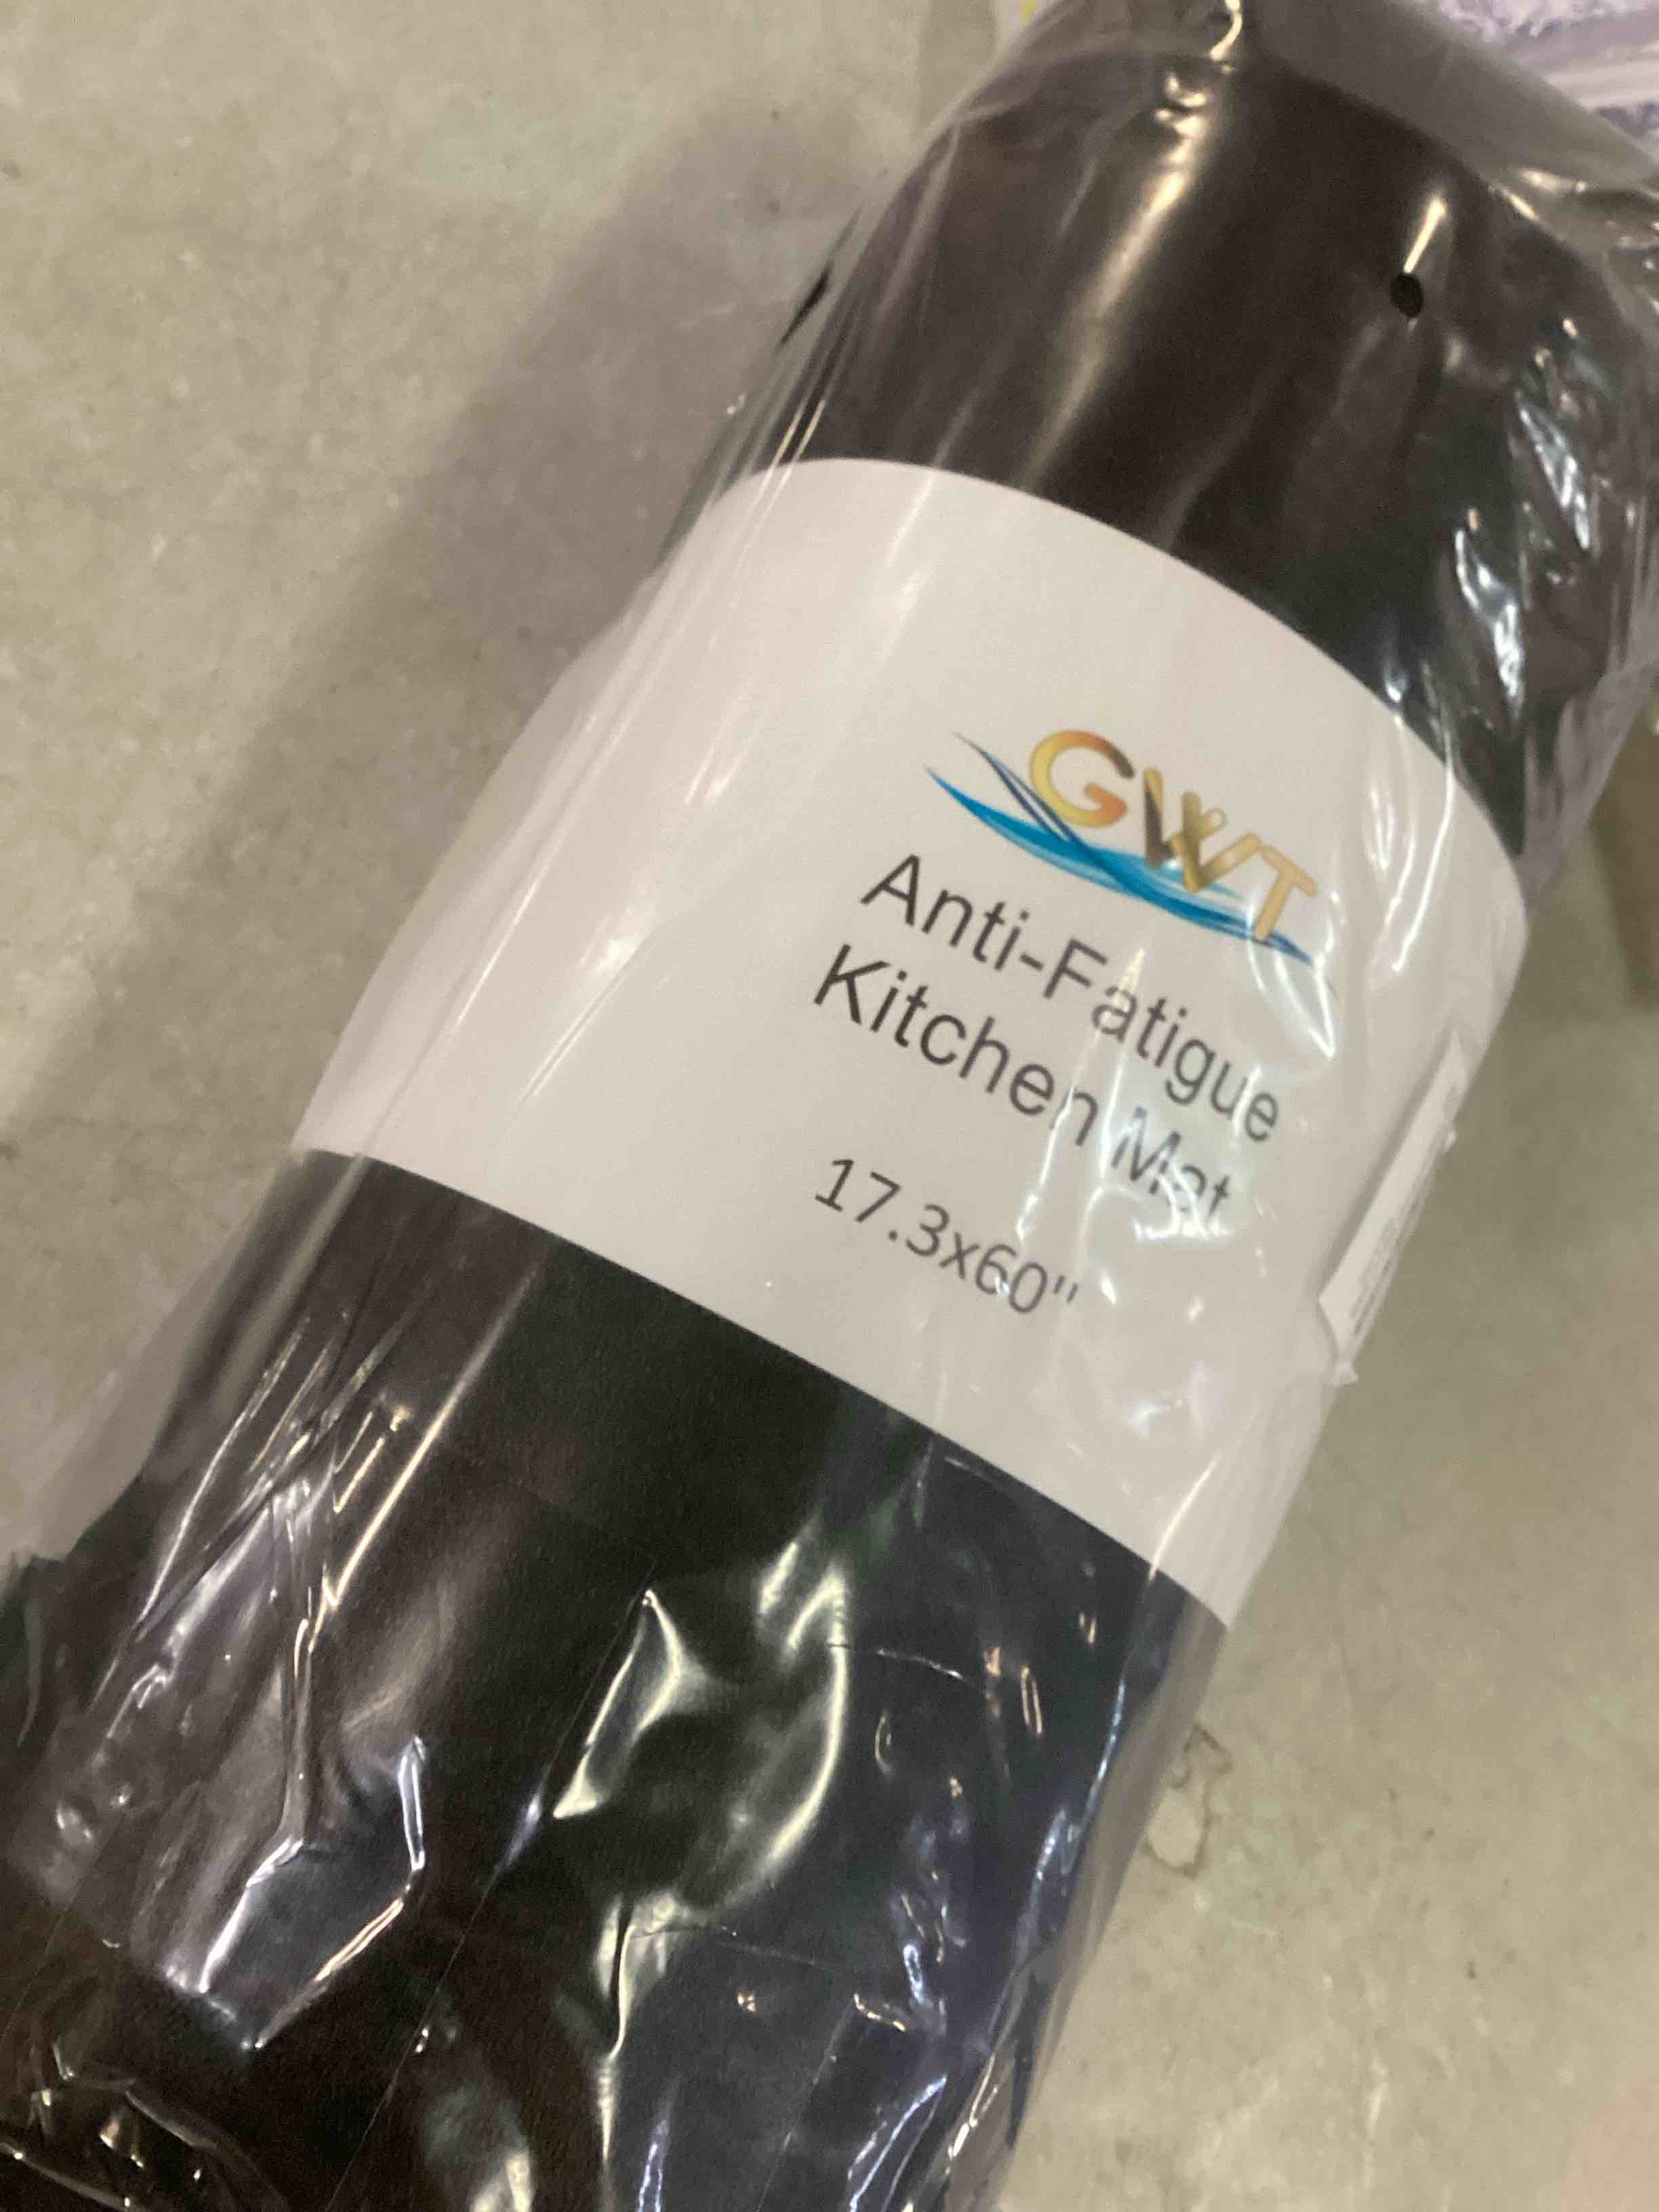 GWT
Anti-Fatigue
Kitchen Mat
17.3x60"